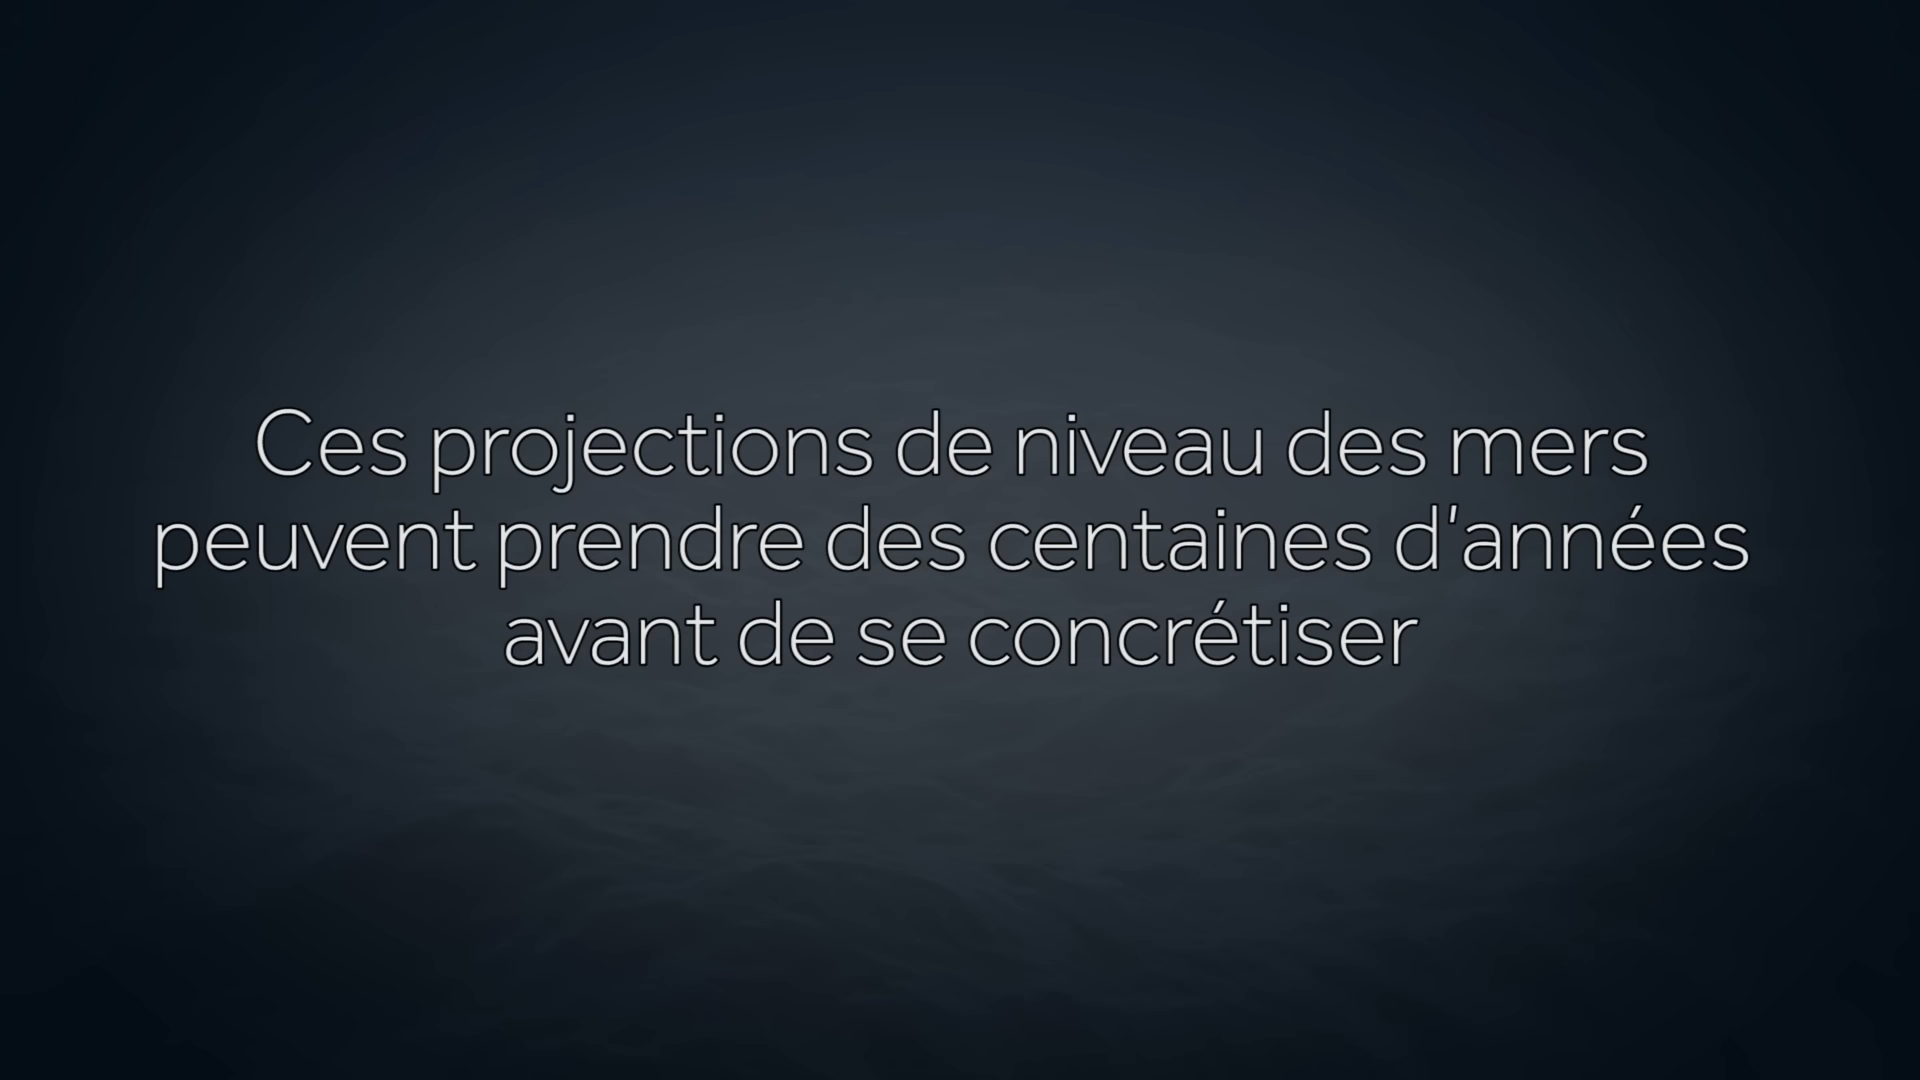 Ces projections de niveau des mers
peuvent prendre des centaines d'années
avant de se concrétiser